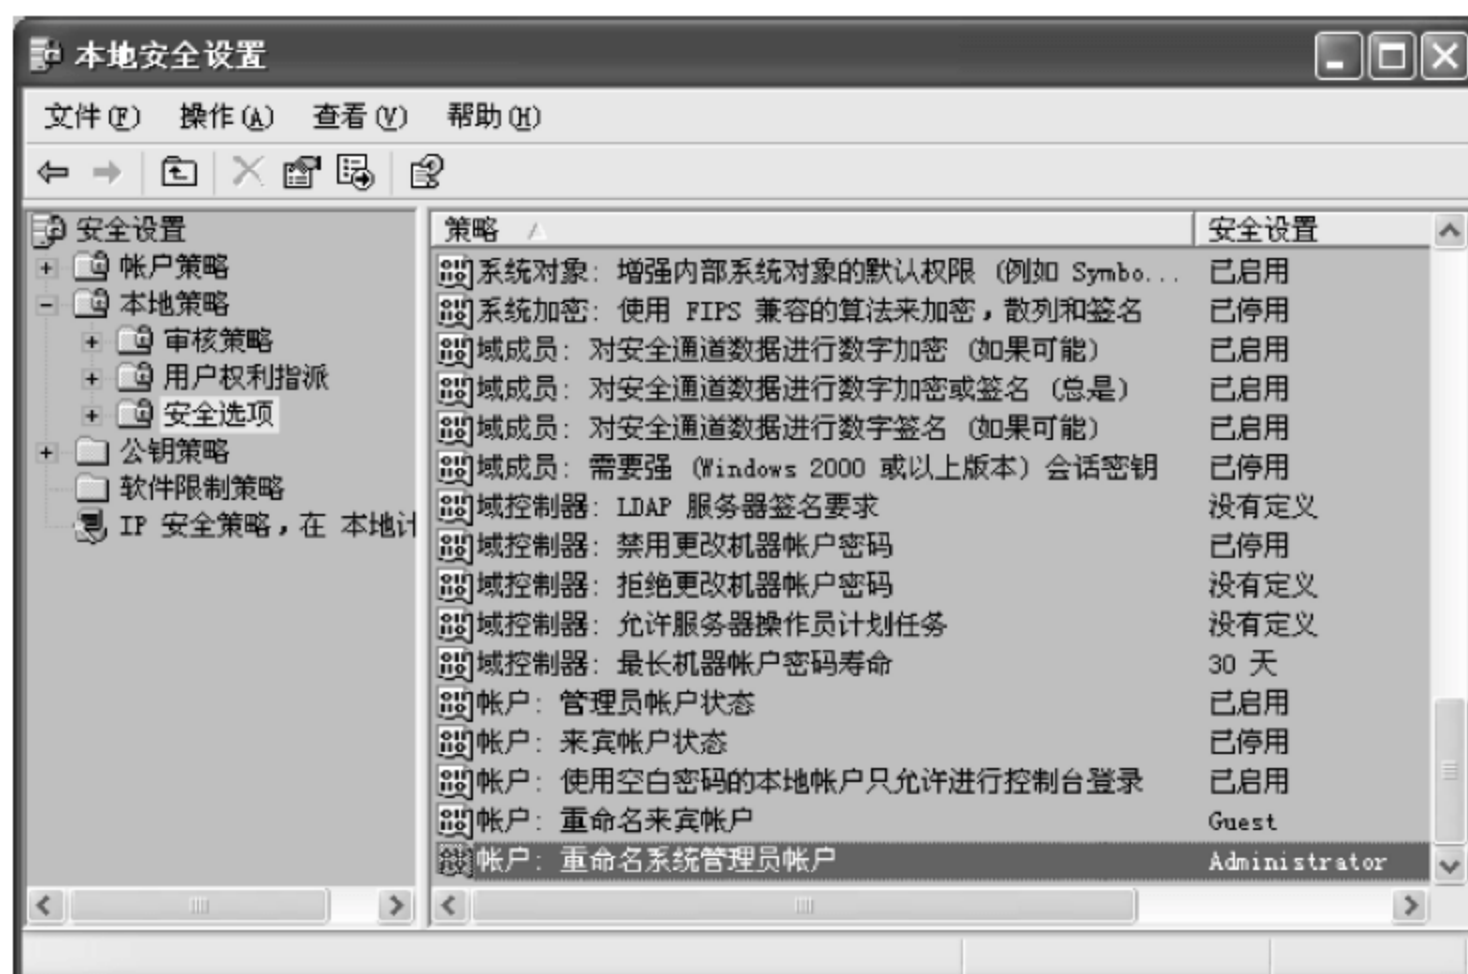 本地安全设置
文件(F) 操作(A) 查看(V) 帮助(H)
安全设置
帐户策略
本地策略
审核策略
用户权利指派
安全选项
公钥策略
软件限制策略
IP 安全策略，在 本地计
策略 安全设置
系统对象: 增强内部系统对象的默认权限 (例如 Symbo... 已启用
系统加密: 使用 FIPS 兼容的算法来加密，散列和签名 已停用
域成员: 对安全通道数据进行数字加密 (如果可能) 已启用
域成员: 对安全通道数据进行数字加密或签名 (总是) 已启用
域成员: 对安全通道数据进行数字签名 (如果可能) 已启用
域成员: 需要强 (Windows 2000 或以上版本) 会话密钥 已停用
域控制器: LDAP 服务器签名要求 没有定义
域控制器: 禁用更改机器帐户密码 已停用
域控制器: 拒绝更改机器帐户密码 没有定义
域控制器: 允许服务器操作员计划任务 没有定义
域控制器: 最长机器帐户密码寿命 30 天
帐户: 管理员帐户状态 已启用
帐户: 来宾帐户状态 已停用
帐户: 使用空白密码的本地帐户只允许进行控制台登录 已启用
帐户: 重命名来宾帐户 Guest
帐户: 重命名系统管理员帐户 Administrator